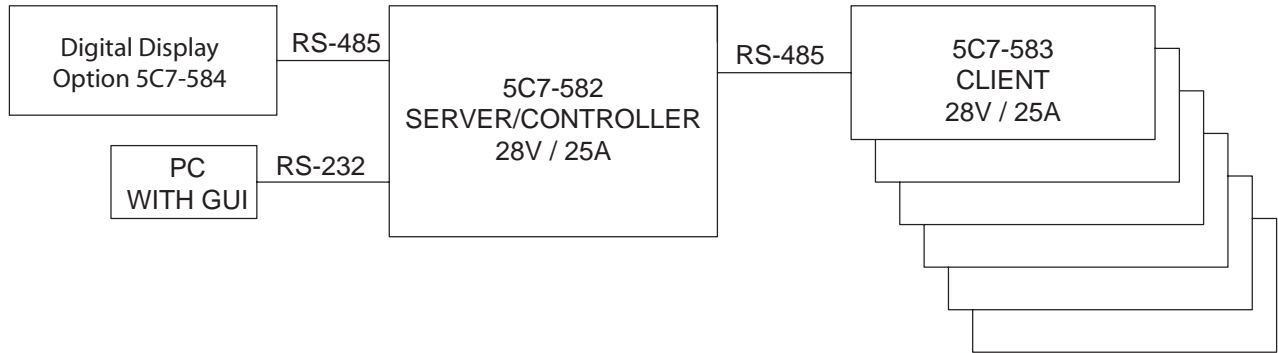 Digital Display
Option 5C7-584
RS-485
PC
WITH GUI
RS-232
5C7-582
SERVER/CONTROLLER
28V / 25A
RS-485
5C7-583
CLIENT
28V / 25A